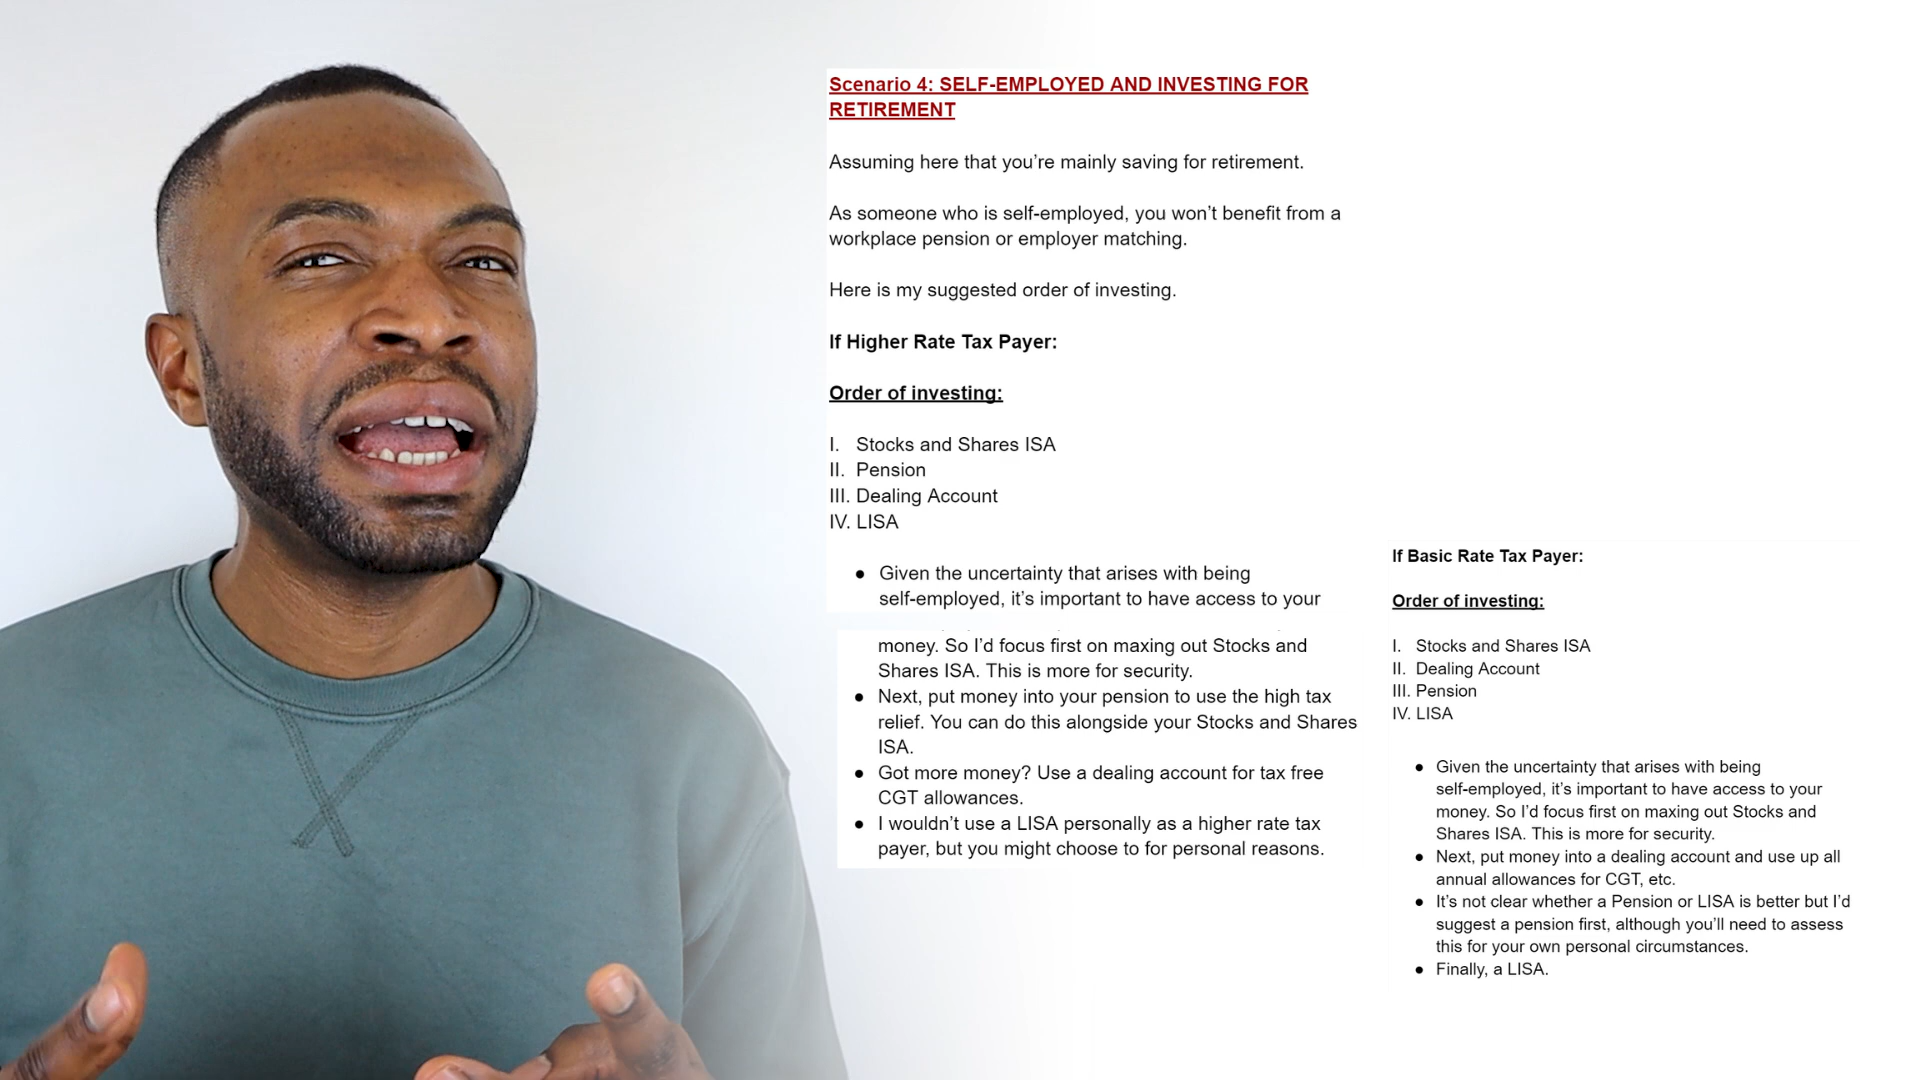 Scenario 4: SELF-EMPLOYED AND INVESTING FOR
RETIREMENT
Assuming here that you’re mainly saving for retirement.
As someone who is self-employed, you won’t benefit from a
workplace pension or employer matching.
Here is my suggested order of investing.
If Higher Rate Tax Payer:
Order of investing:
I. Stocks and Shares ISA
II. Pension
III. Dealing Account
IV. LISA
● Given the uncertainty that arises with being
self-employed, it’s important to have access to your
money. So I’d focus first on maxing out Stocks and
Shares ISA. This is more for security.
● Next, put money into your pension to use the high tax
relief. You can do this alongside your Stocks and Shares
ISA.
● Got more money? Use a dealing account for tax free
CGT allowances.
● I wouldn’t use a LISA personally as a higher rate tax
payer, but you might choose to for personal reasons.
If Basic Rate Tax Payer:
Order of investing:
I. Stocks and Shares ISA
II. Dealing Account
III. Pension
IV. LISA
● Given the uncertainty that arises with being
self-employed, it’s important to have access to your
money. So I’d focus first on maxing out Stocks and
Shares ISA. This is more for security.
● Next, put money into a dealing account and use up all
annual allowances for CGT, etc.
● It’s not clear whether a Pension or LISA is better but I’d
suggest a pension first, although you’ll need to assess
this for your own personal circumstances.
● Finally, a LISA.